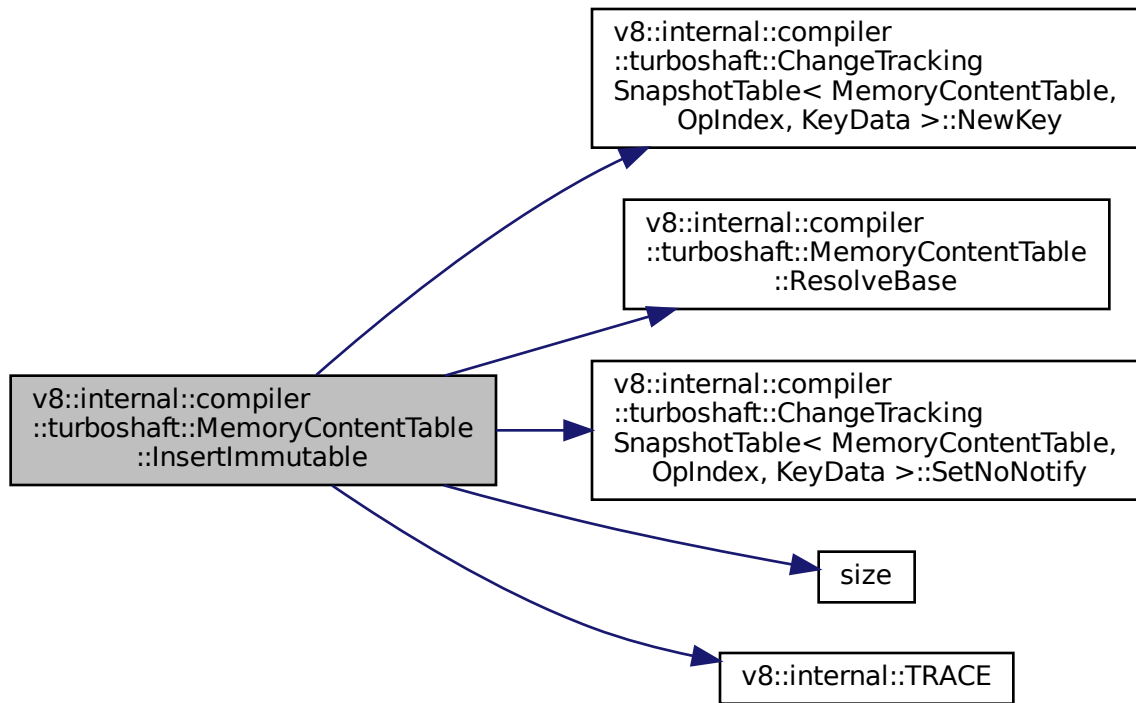 v8::internal::compiler
::turboshaft::ChangeTracking
SnapshotTable< MemoryContentTable,
OpIndex, KeyData >::NewKey
v8::internal::compiler
::turboshaft::MemoryContentTable
::ResolveBase
v8::internal::compiler
::turboshaft::MemoryContentTable
::InsertImmutable
v8::internal::compiler
::turboshaft::ChangeTracking
SnapshotTable< MemoryContentTable,
OpIndex, KeyData >::SetNoNotify
size
v8::internal::TRACE